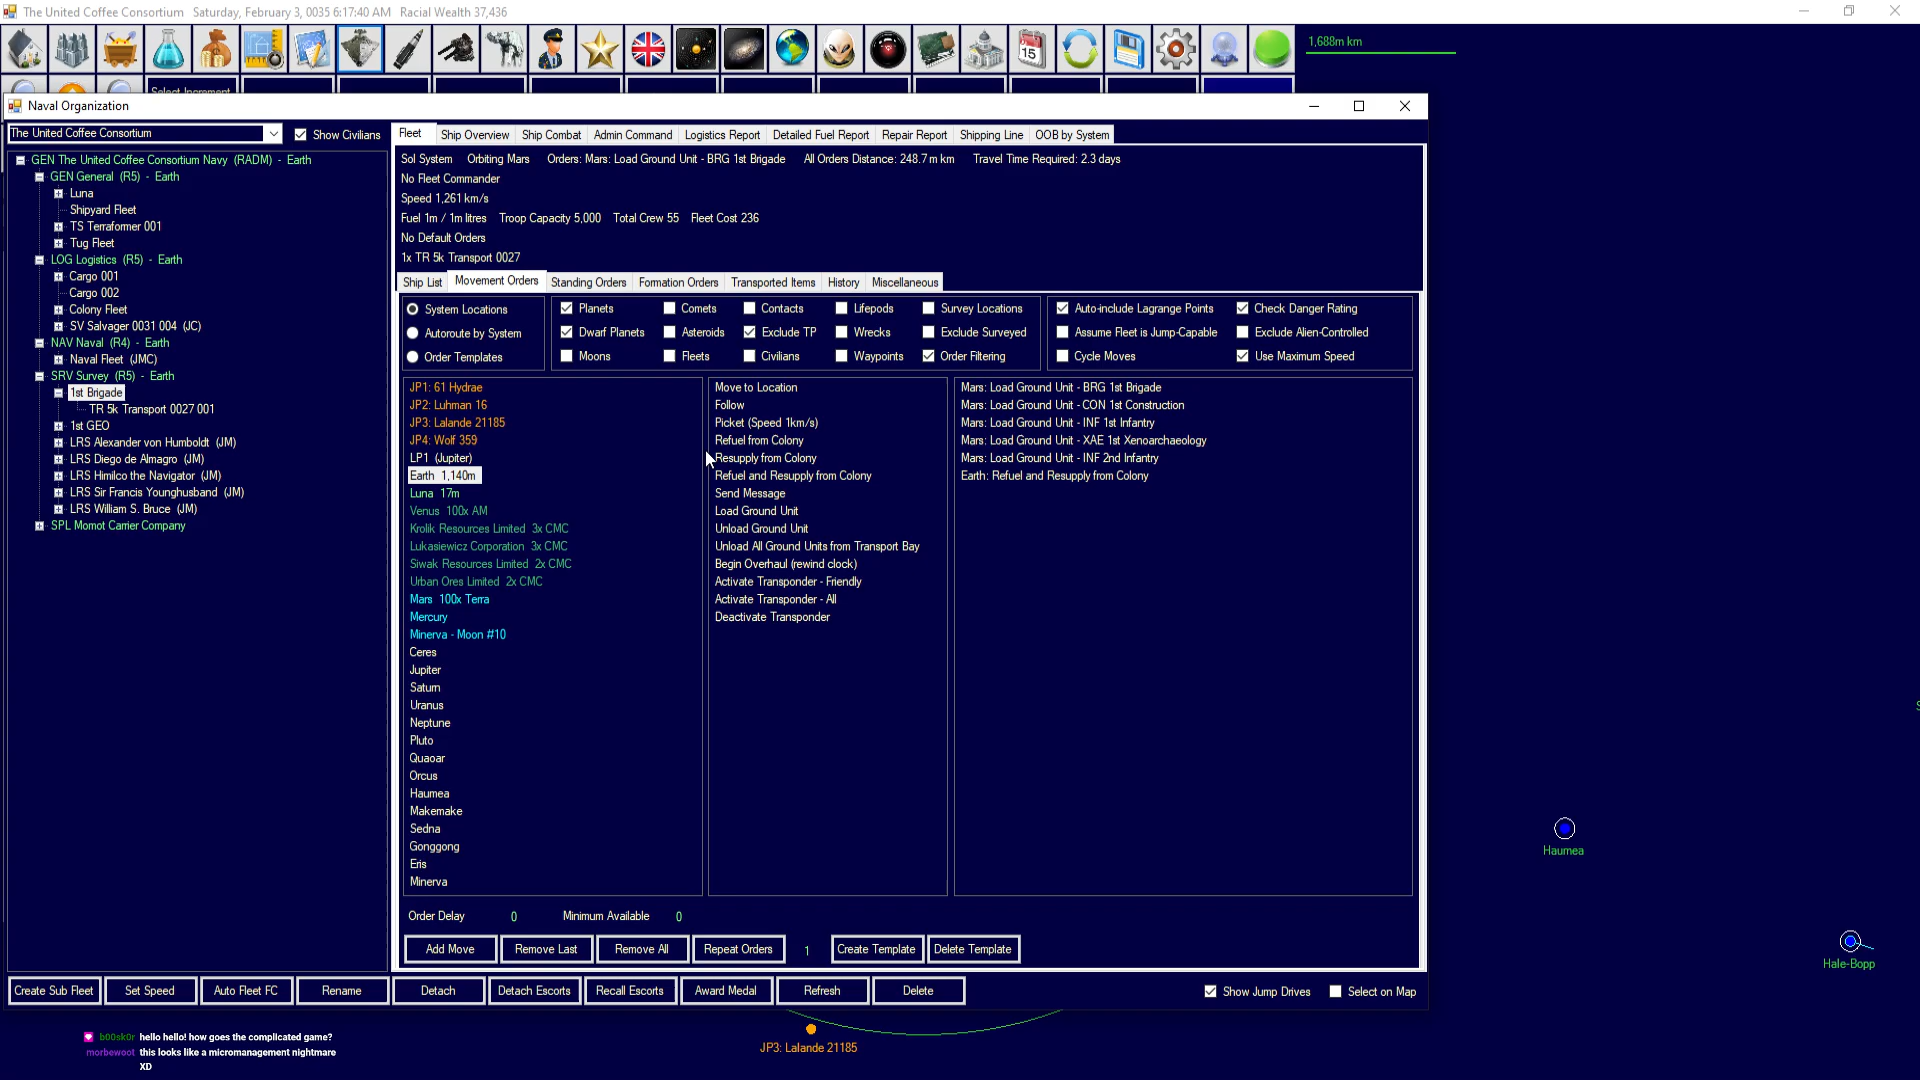 The United Coffee Consortium   Saturday, February 3, 0035 6:17:40 AM   Racial Wealth 37,436
15
1,688m km
Select Increment
Naval Organization
The United Coffee Consortium
Show Civilians
Fleet
Ship Overview
Ship Combat
Admin Command
Logistics Report
Detailed Fuel Report
Repair Report
Shipping Line
OOB by System
GEN The United Coffee Consortium Navy (RADM) - Earth
GEN General (R5) - Earth
Luna
Shipyard Fleet
TS Terraformer 001
Tug Fleet
LOG Logistics (R5) - Earth
Cargo 001
Cargo 002
Colony Fleet
SV Salvager 0031 004 (JC)
NAV Naval (R4) - Earth
Naval Fleet (JMC)
SRV Survey (R5) - Earth
1st Brigade
TR 5k Transport 0027 001
1st GEO
LRS Alexander von Humboldt (JM)
LRS Diego de Almagro (JM)
LRS Himilco the Navigator (JM)
LRS Sir Francis Younghusband (JM)
LRS William S. Bruce (JM)
SPL Momot Carrier Company
Sol System   Orbiting Mars   Orders: Mars: Load Ground Unit - BRG 1st Brigade   All Orders Distance: 248.7m km   Travel Time Required: 2.3 days
No Fleet Commander
Speed 1,261 km/s
Fuel 1m / 1m litres   Troop Capacity 5,000   Total Crew 55   Fleet Cost 236
No Default Orders
1x TR 5k Transport 0027
Ship List
Movement Orders
Standing Orders
Formation Orders
Transported Items
History
Miscellaneous
System Locations
Autoroute by System
Order Templates
Planets
Comets
Contacts
Lifepods
Survey Locations
Dwarf Planets
Asteroids
Exclude TP
Wrecks
Exclude Surveyed
Moons
Fleets
Civilians
Waypoints
Order Filtering
Auto-include Lagrange Points
Check Danger Rating
Assume Fleet is Jump-Capable
Exclude Alien-Controlled
Cycle Moves
Use Maximum Speed
JP1: 61 Hydrae
JP2: Luhman 16
JP3: Lalande 21185
JP4: Wolf 359
LP1 (Jupiter)
Earth 1,140m
Luna 17m
Venus 100x AM
Krolik Resources Limited 3x CMC
Lukasiewicz Corporation 3x CMC
Siwak Resources Limited 2x CMC
Urban Ores Limited 2x CMC
Mars 100x Terra
Mercury
Minerva - Moon #10
Ceres
Jupiter
Saturn
Uranus
Neptune
Pluto
Quaoar
Orcus
Haumea
Makemake
Sedna
Gonggong
Eris
Minerva
Move to Location
Follow
Picket (Speed 1km/s)
Refuel from Colony
Resupply from Colony
Refuel and Resupply from Colony
Send Message
Load Ground Unit
Unload Ground Unit
Unload All Ground Units from Transport Bay
Begin Overhaul (rewind clock)
Activate Transponder - Friendly
Activate Transponder - All
Deactivate Transponder
Mars: Load Ground Unit - BRG 1st Brigade
Mars: Load Ground Unit - CON 1st Construction
Mars: Load Ground Unit - INF 1st Infantry
Mars: Load Ground Unit - XAE 1st Xenoarchaeology
Mars: Load Ground Unit - INF 2nd Infantry
Earth: Refuel and Resupply from Colony
Order Delay   0   Minimum Available   0
Add Move
Remove Last
Remove All
Repeat Orders
1
Create Template
Delete Template
Create Sub Fleet
Set Speed
Auto Fleet FC
Rename
Detach
Detach Escorts
Recall Escorts
Award Medal
Refresh
Delete
Show Jump Drives
Select on Map
Haumea
Hale-Bopp
JP3: Lalande 21185
b00sk0r hello hello! how goes the complicated game?
morbewoot this looks like a micromanagement nightmare
XD